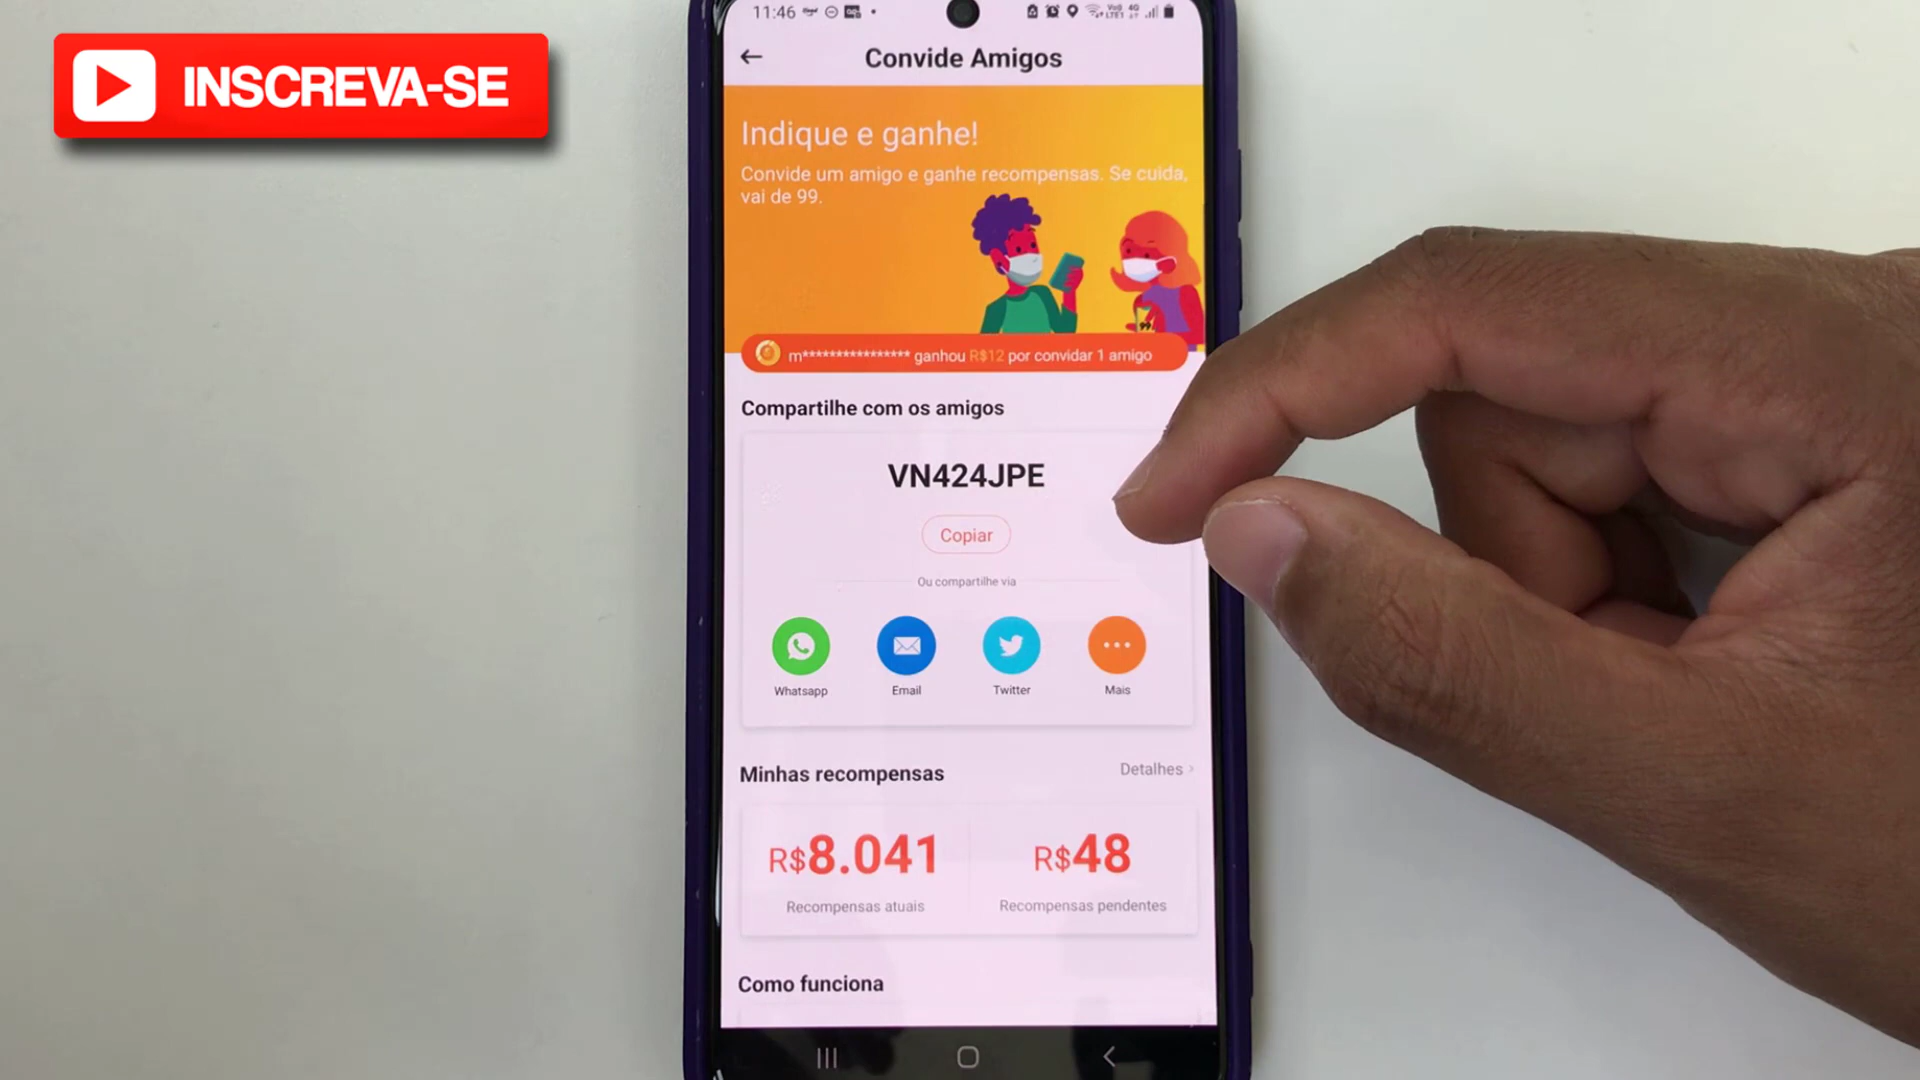 INSCREVA-SE
11:46
Convide Amigos
Indique e ganhe!
Convide um amigo e ganhe recompensas. Se cuida,
vai de 99.
m**************** ganhou R$12 por convidar 1 amigo
Compartilhe com os amigos
VN424JPE
Copiar
Ou compartilhe via
Whatsapp
Email
Twitter
Mais
Minhas recompensas
Detalhes >
R$8.041
R$48
Recompensas atuais
Recompensas pendentes
Como funciona